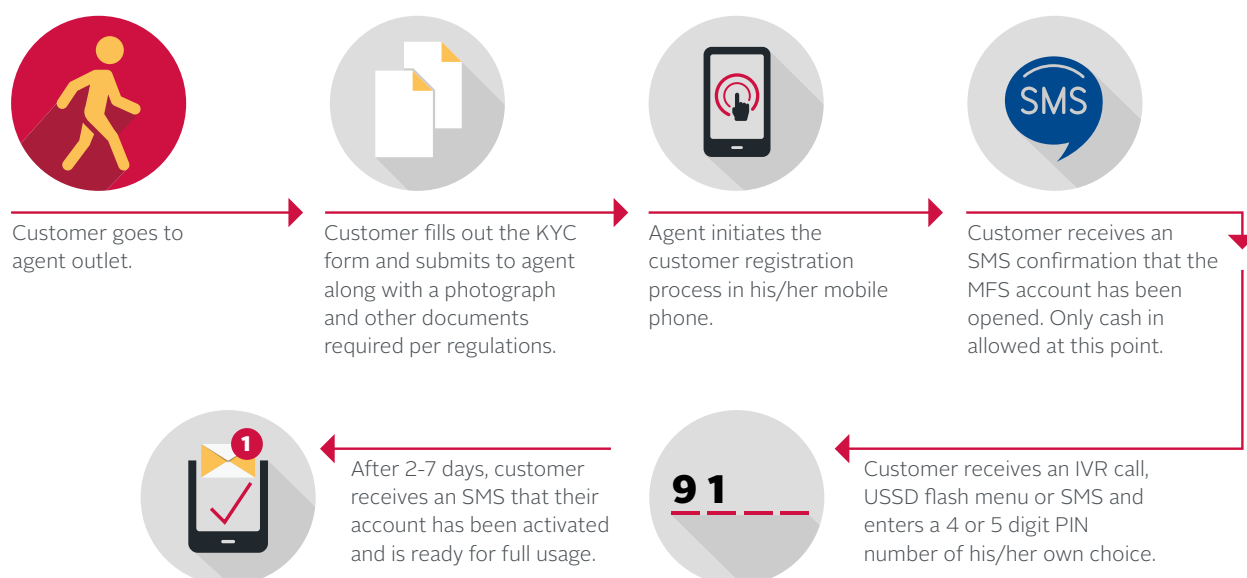 SMS
Customer goes to
agent outlet.
Customer fills out the KYC
form and submits to agent
along with a photograph
and other documents
required per regulations.
Agent initiates the
customer registration
process in his/her mobile
phone.
Customer receives an
SMS confirmation that the
MFS account has been
opened. Only cash in
allowed at this point.
Customer receives an IVR call,
USSD flash menu or SMS and
enters a 4 or 5 digit PIN
number of his/her own choice.
9 1
After 2-7 days, customer
receives an SMS that their
account has been activated
and is ready for full usage.
1